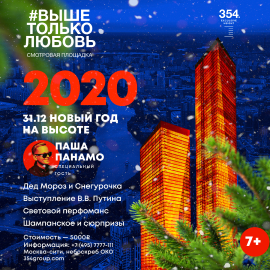 #ВЫШЕ
ТОЛЬКО
ЛЮБОВЬ
СМОТРОВАЯ ПЛОЩАДКА
354
2020
31.12 НОВЫЙ ГОД
НА ВЫСОТЕ
ПАША
ПАНАМО
СПЕЦИАЛЬНЫЙ
ГОСТЬ
Дед Мороз и Снегурочка
Выступление В.В. Путина
Световой перфоманс
Шампанское и сюрпризы
Стоимость — 5000₽
Информация: +7 (495) 7777-111
Москва-сити, небоскреб ОКО
354group.com
7+